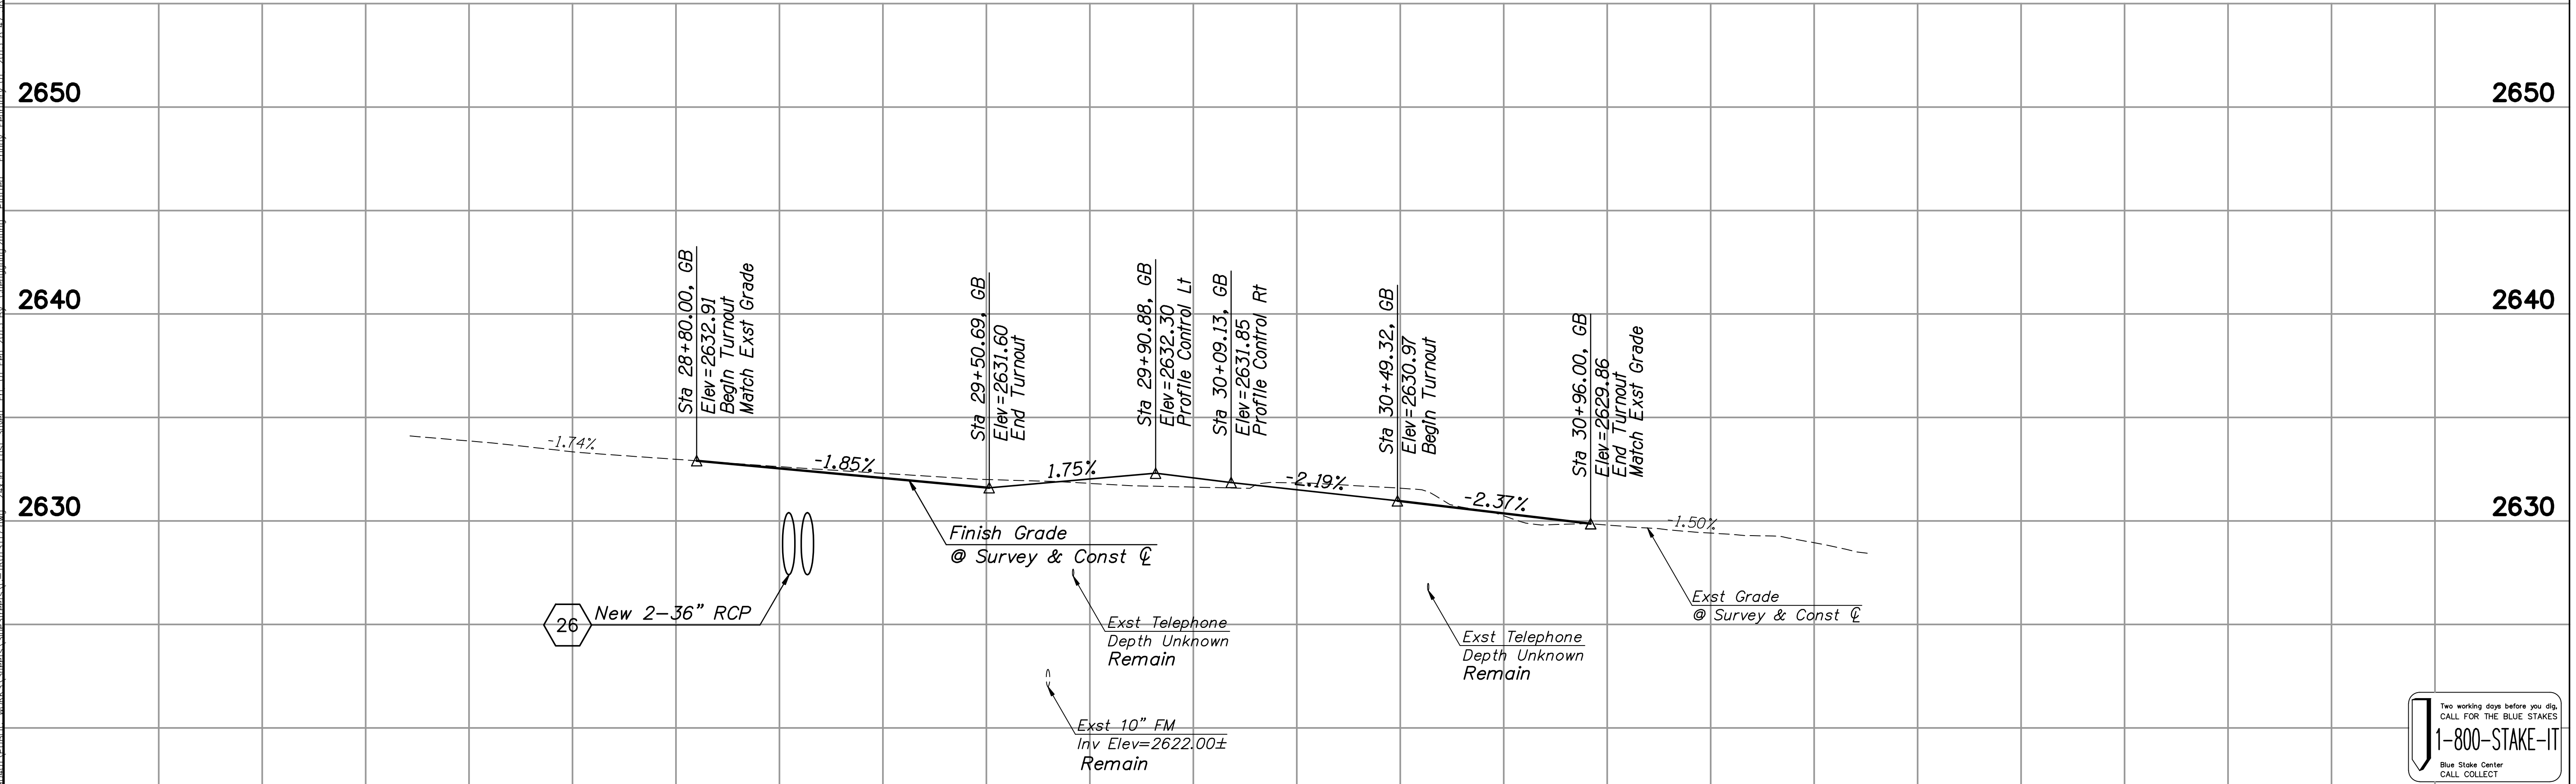 2650
2650
2640
2640
2630
2630
Sta 28+80.00, GB
Elev=2632.91
Begin Turnout
Match Exst Grade
Sta 29+50.69, GB
Elev=2631.60
End Turnout
Sta 29+90.88, GB
Elev=2632.30
Profile Control Lt
Sta 30+09.13, GB
Elev=2631.85
Profile Control Rt
Sta 30+49.32, GB
Elev=2630.97
Begin Turnout
Sta 30+96.00, GB
Elev=2629.86
End Turnout
Match Exst Grade
-1.74%
-1.85%
1.75%
-2.19%
-2.37%
-1.50%
Finish Grade
@ Survey & Const ℄
26
New 2-36" RCP
Exst Telephone
Depth Unknown
Remain
Exst Telephone
Depth Unknown
Remain
Exst Grade
@ Survey & Const ℄
Exst 10" FM
Inv Elev=2622.00±
Remain
Two working days before you dig,
CALL FOR THE BLUE STAKES
1-800-STAKE-IT
Blue Stake Center
CALL COLLECT